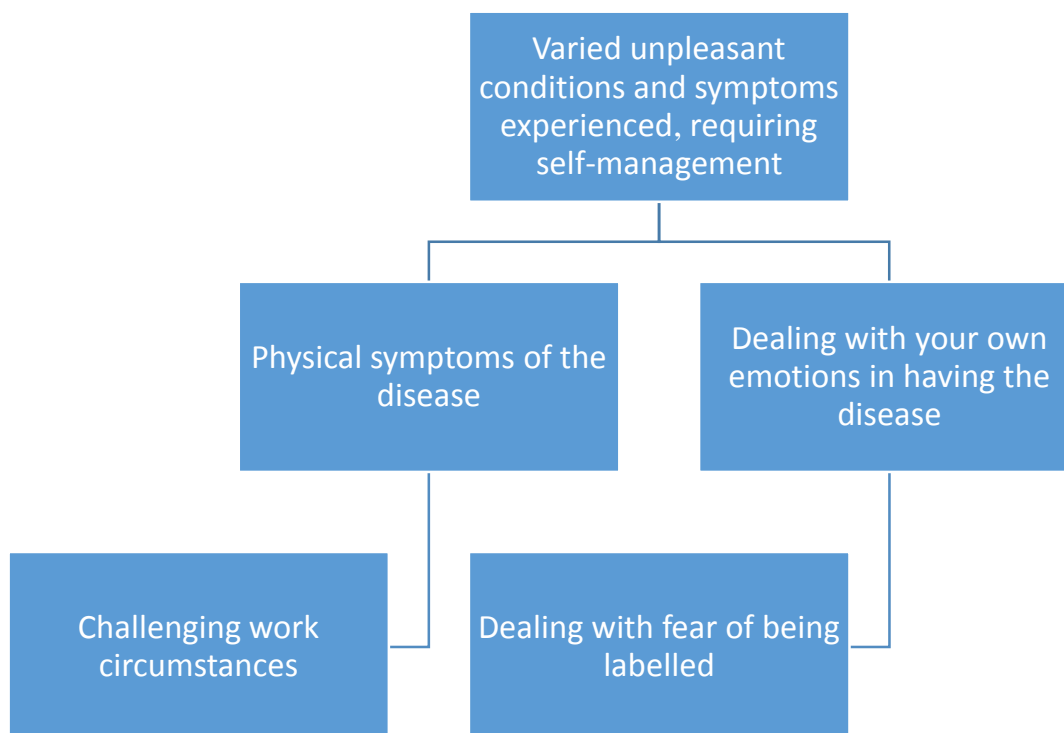 Varied unpleasant
conditions and symptoms
experienced, requiring
self-management
Physical symptoms of the
disease
Dealing with your own
emotions in having the
disease
Challenging work
circumstances
Dealing with fear of being
labelled